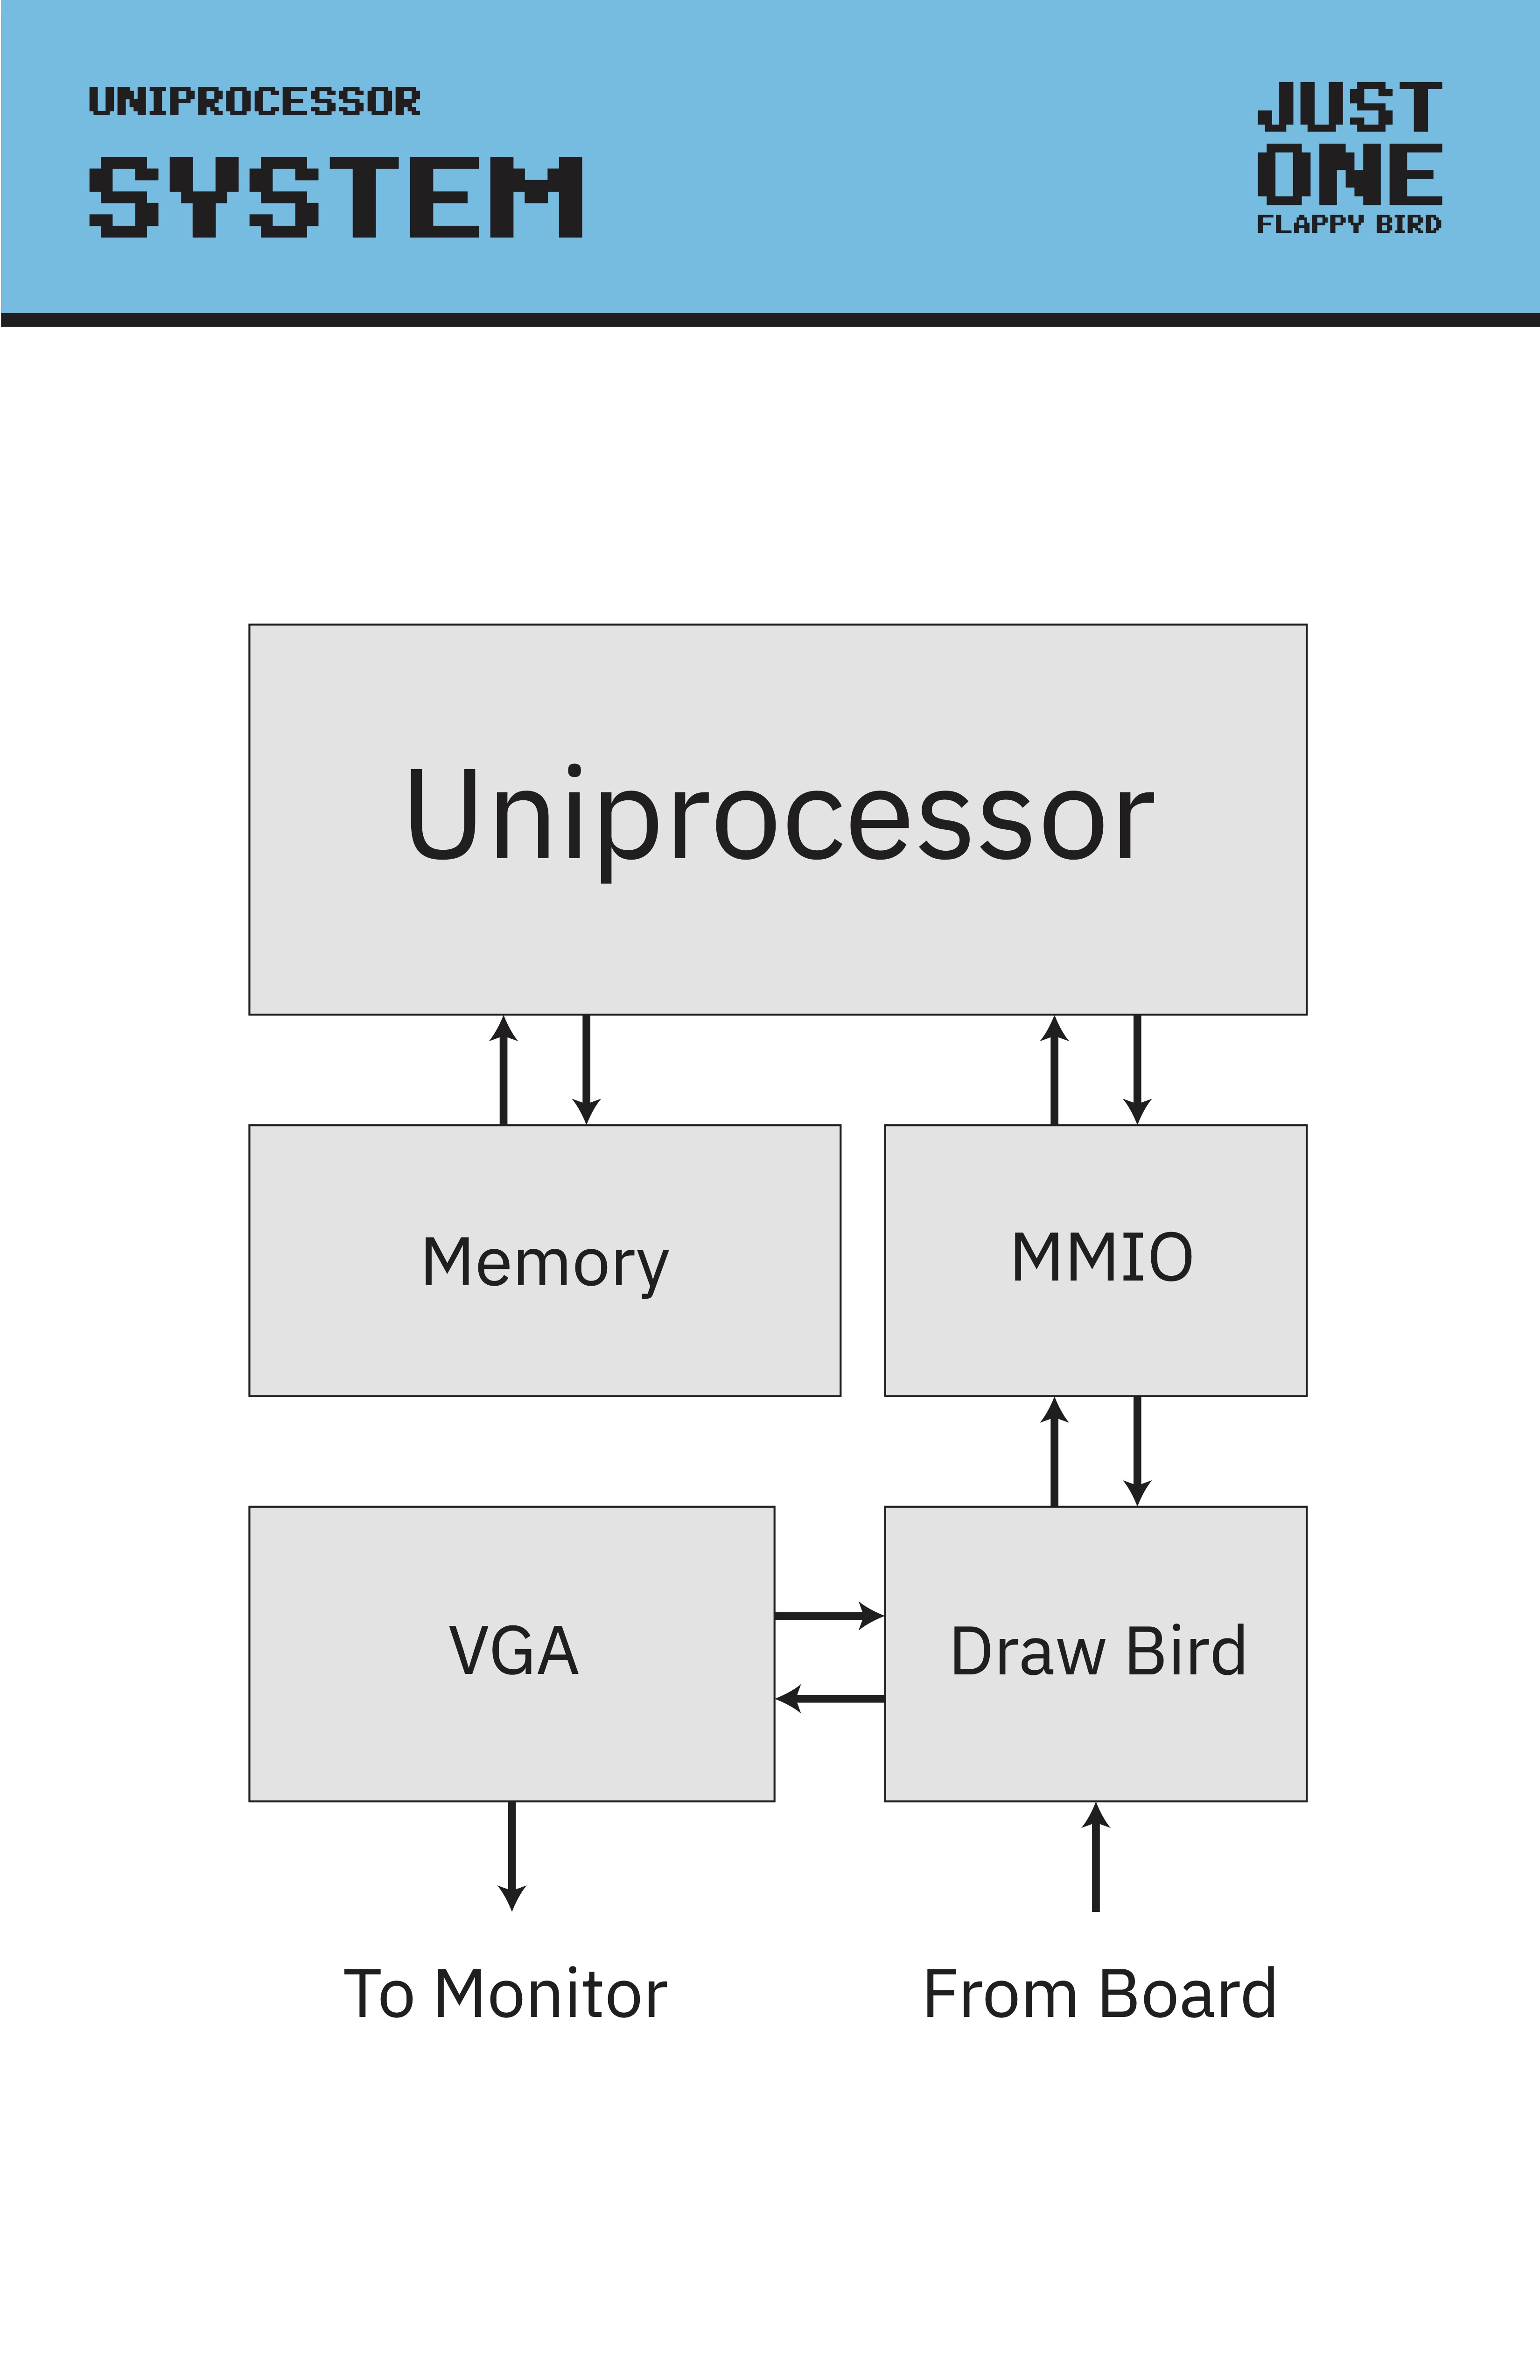 UNIPROCESSOR
SYSTEM
JUST
ONE
FLAPPY BIRD
Uniprocessor
Memory
MMIO
VGA
Draw Bird
To Monitor
From Board